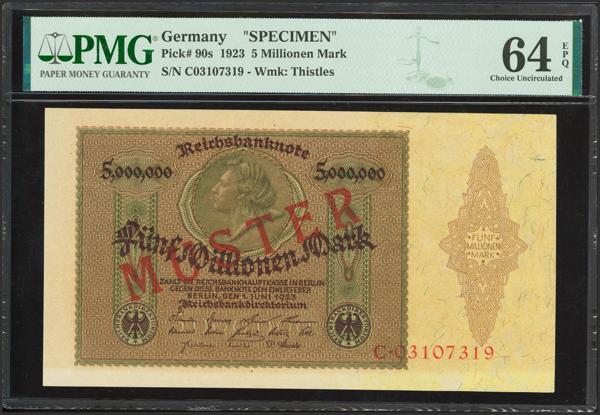 PMG
PAPER MONEY GUARANTY
Germany "SPECIMEN"
Pick# 90s 1923 5 Millionen Mark
S/N C03107319 - Wmk: Thistles
64 EPQ
Choice Uncirculated
Reichsbanknote
5,000,000 5,000,000
MUSTER
Fünf Millionen Mark
ZAHLT DIE REICHSBANKHAUPTKASSE IN BERLIN
GEGEN DIESE BANKNOTE DEM EINLIEFERER
BERLIN, DEN 1. JUNI 1923
Reichsbankdirektorium
FÜNF
MILLIONEN
MARK
C·03107319